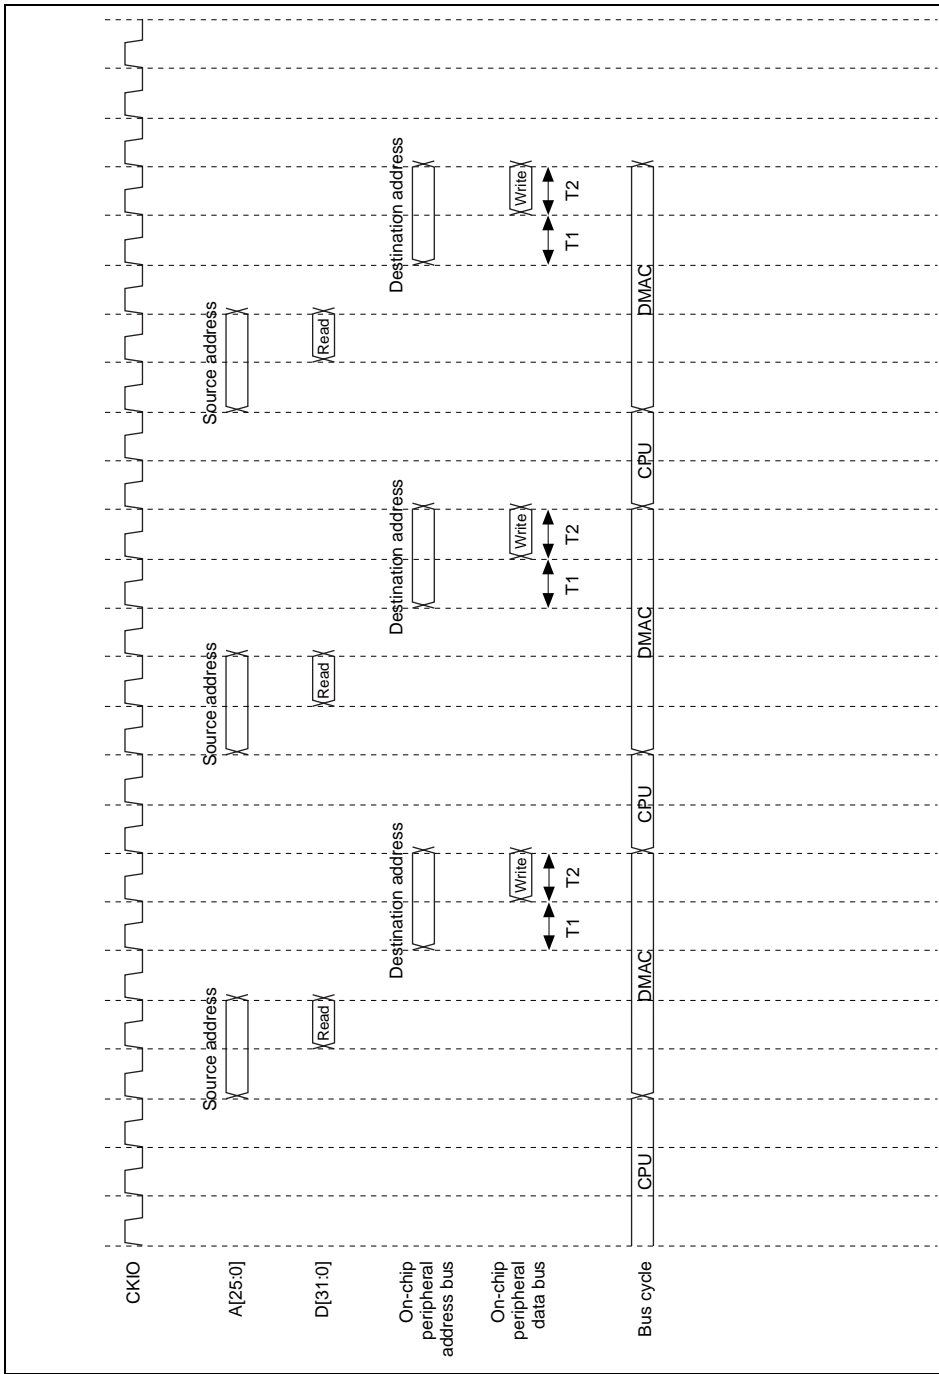 CKIO
A[25:0]
Source address
Source address
Source address
D[31:0]
Read
Read
Read
On-chip
peripheral
address bus
Destination address
Destination address
Destination address
On-chip
peripheral
data bus
Write
Write
Write
T1
T2
T1
T2
T1
T2
Bus cycle
CPU
DMAC
CPU
DMAC
CPU
DMAC